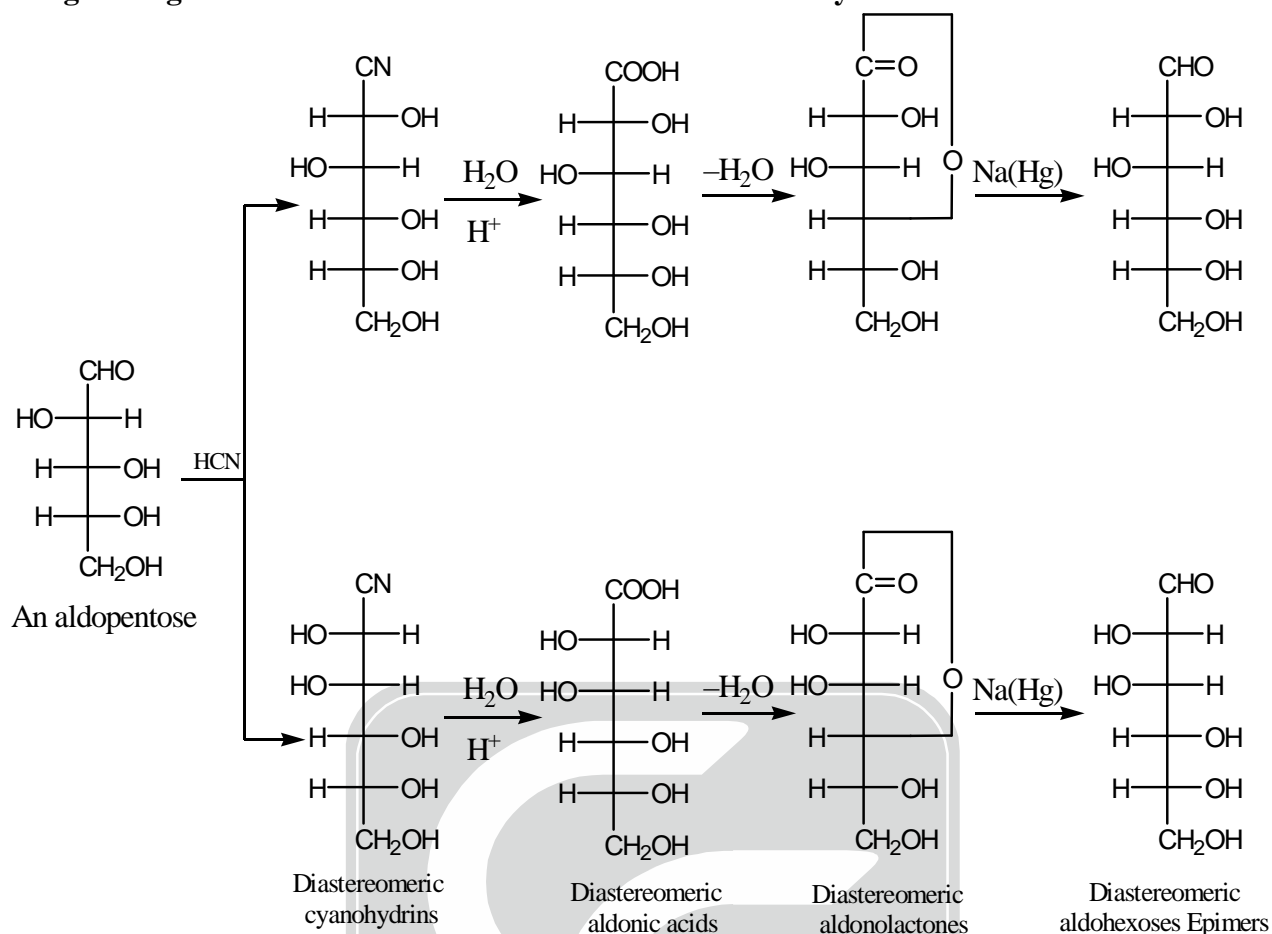 CN
H OH
HO H
H OH
H OH
CH₂OH
H₂O
H⁺
COOH
H OH
HO H
H OH
H OH
CH₂OH
–H₂O
C=O
H OH
HO H O
H
H OH
CH₂OH
Na(Hg)
CHO
H OH
HO H
H OH
H OH
CH₂OH
CHO
HO H
H OH
H OH
CH₂OH
An aldopentose
HCN
CN
HO H
HO H
H OH
H OH
CH₂OH
Diastereomeric
cyanohydrins
H₂O
H⁺
COOH
HO H
HO H
H OH
H OH
CH₂OH
Diastereomeric
aldonic acids
–H₂O
C=O
HO H
HO H O
H
H OH
CH₂OH
Diastereomeric
aldonolactones
Na(Hg)
CHO
HO H
HO H
H OH
H OH
CH₂OH
Diastereomeric
aldohexoses Epimers